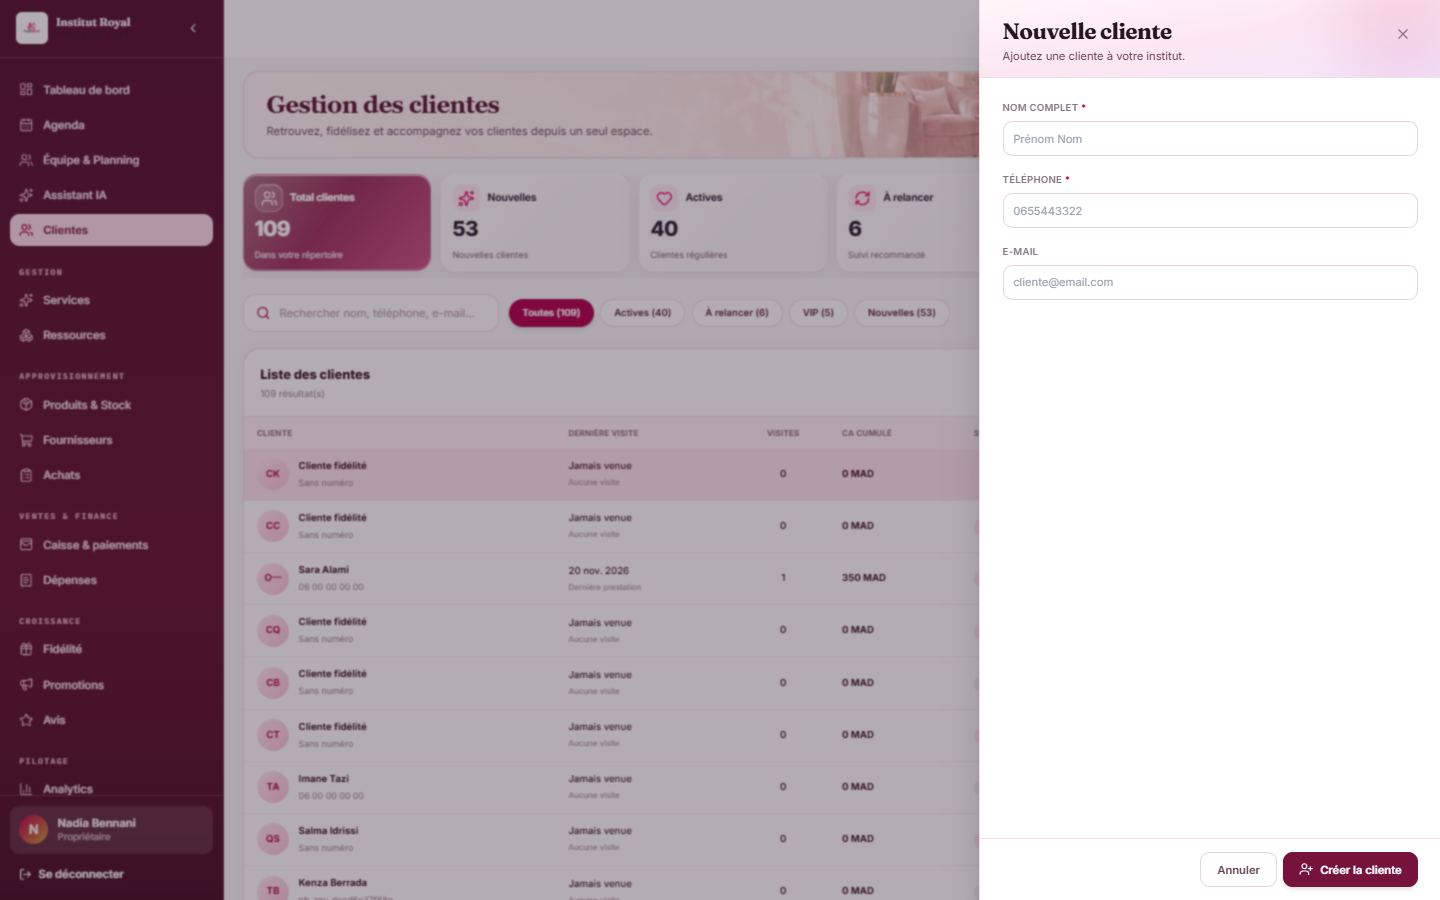 Institut Royal
Tableau de bord
Agenda
Équipe & Planning
Assistant IA
Clientes
GESTION
Services
Ressources
APPROVISIONNEMENT
Produits & Stock
Fournisseurs
Achats
VENTES & FINANCE
Caisse & paiements
Dépenses
CROISSANCE
Fidélité
Promotions
Avis
PILOTAGE
Analytics
N
Nadia Bennani
Propriétaire
Se déconnecter
Gestion des clientes
Retrouvez, fidélisez et accompagnez vos clientes depuis un seul espace.
Total clientes
109
Dans votre répertoire
Nouvelles
53
Nouvelles clientes
Actives
40
Clientes régulières
À relancer
6
Suivi recommandé
Rechercher nom, téléphone, e-mail...
Toutes (109)
Actives (40)
À relancer (6)
VIP (5)
Nouvelles (53)
Liste des clientes
109 résultat(s)
CLIENTE DERNIÈRE VISITE VISITES CA CUMULÉ S
CK Cliente fidélité Jamais venue 0 0 MAD
Sans numéro Aucune visite
CC Cliente fidélité Jamais venue 0 0 MAD
Sans numéro Aucune visite
O— Sara Alami 20 nov. 2026 1 350 MAD
06 00 00 00 00 Dernière prestation
CQ Cliente fidélité Jamais venue 0 0 MAD
Sans numéro Aucune visite
CB Cliente fidélité Jamais venue 0 0 MAD
Sans numéro Aucune visite
CT Cliente fidélité Jamais venue 0 0 MAD
Sans numéro Aucune visite
TA Imane Tazi Jamais venue 0 0 MAD
06 00 00 00 00 Aucune visite
QS Salma Idrissi Jamais venue 0 0 MAD
Sans numéro Aucune visite
TB Kenza Berrada Jamais venue 0 0 MAD
Aucune visite
Nouvelle cliente
Ajoutez une cliente à votre institut.
NOM COMPLET *
Prénom Nom
TÉLÉPHONE *
0655443322
E-MAIL
cliente@email.com
Annuler
Créer la cliente